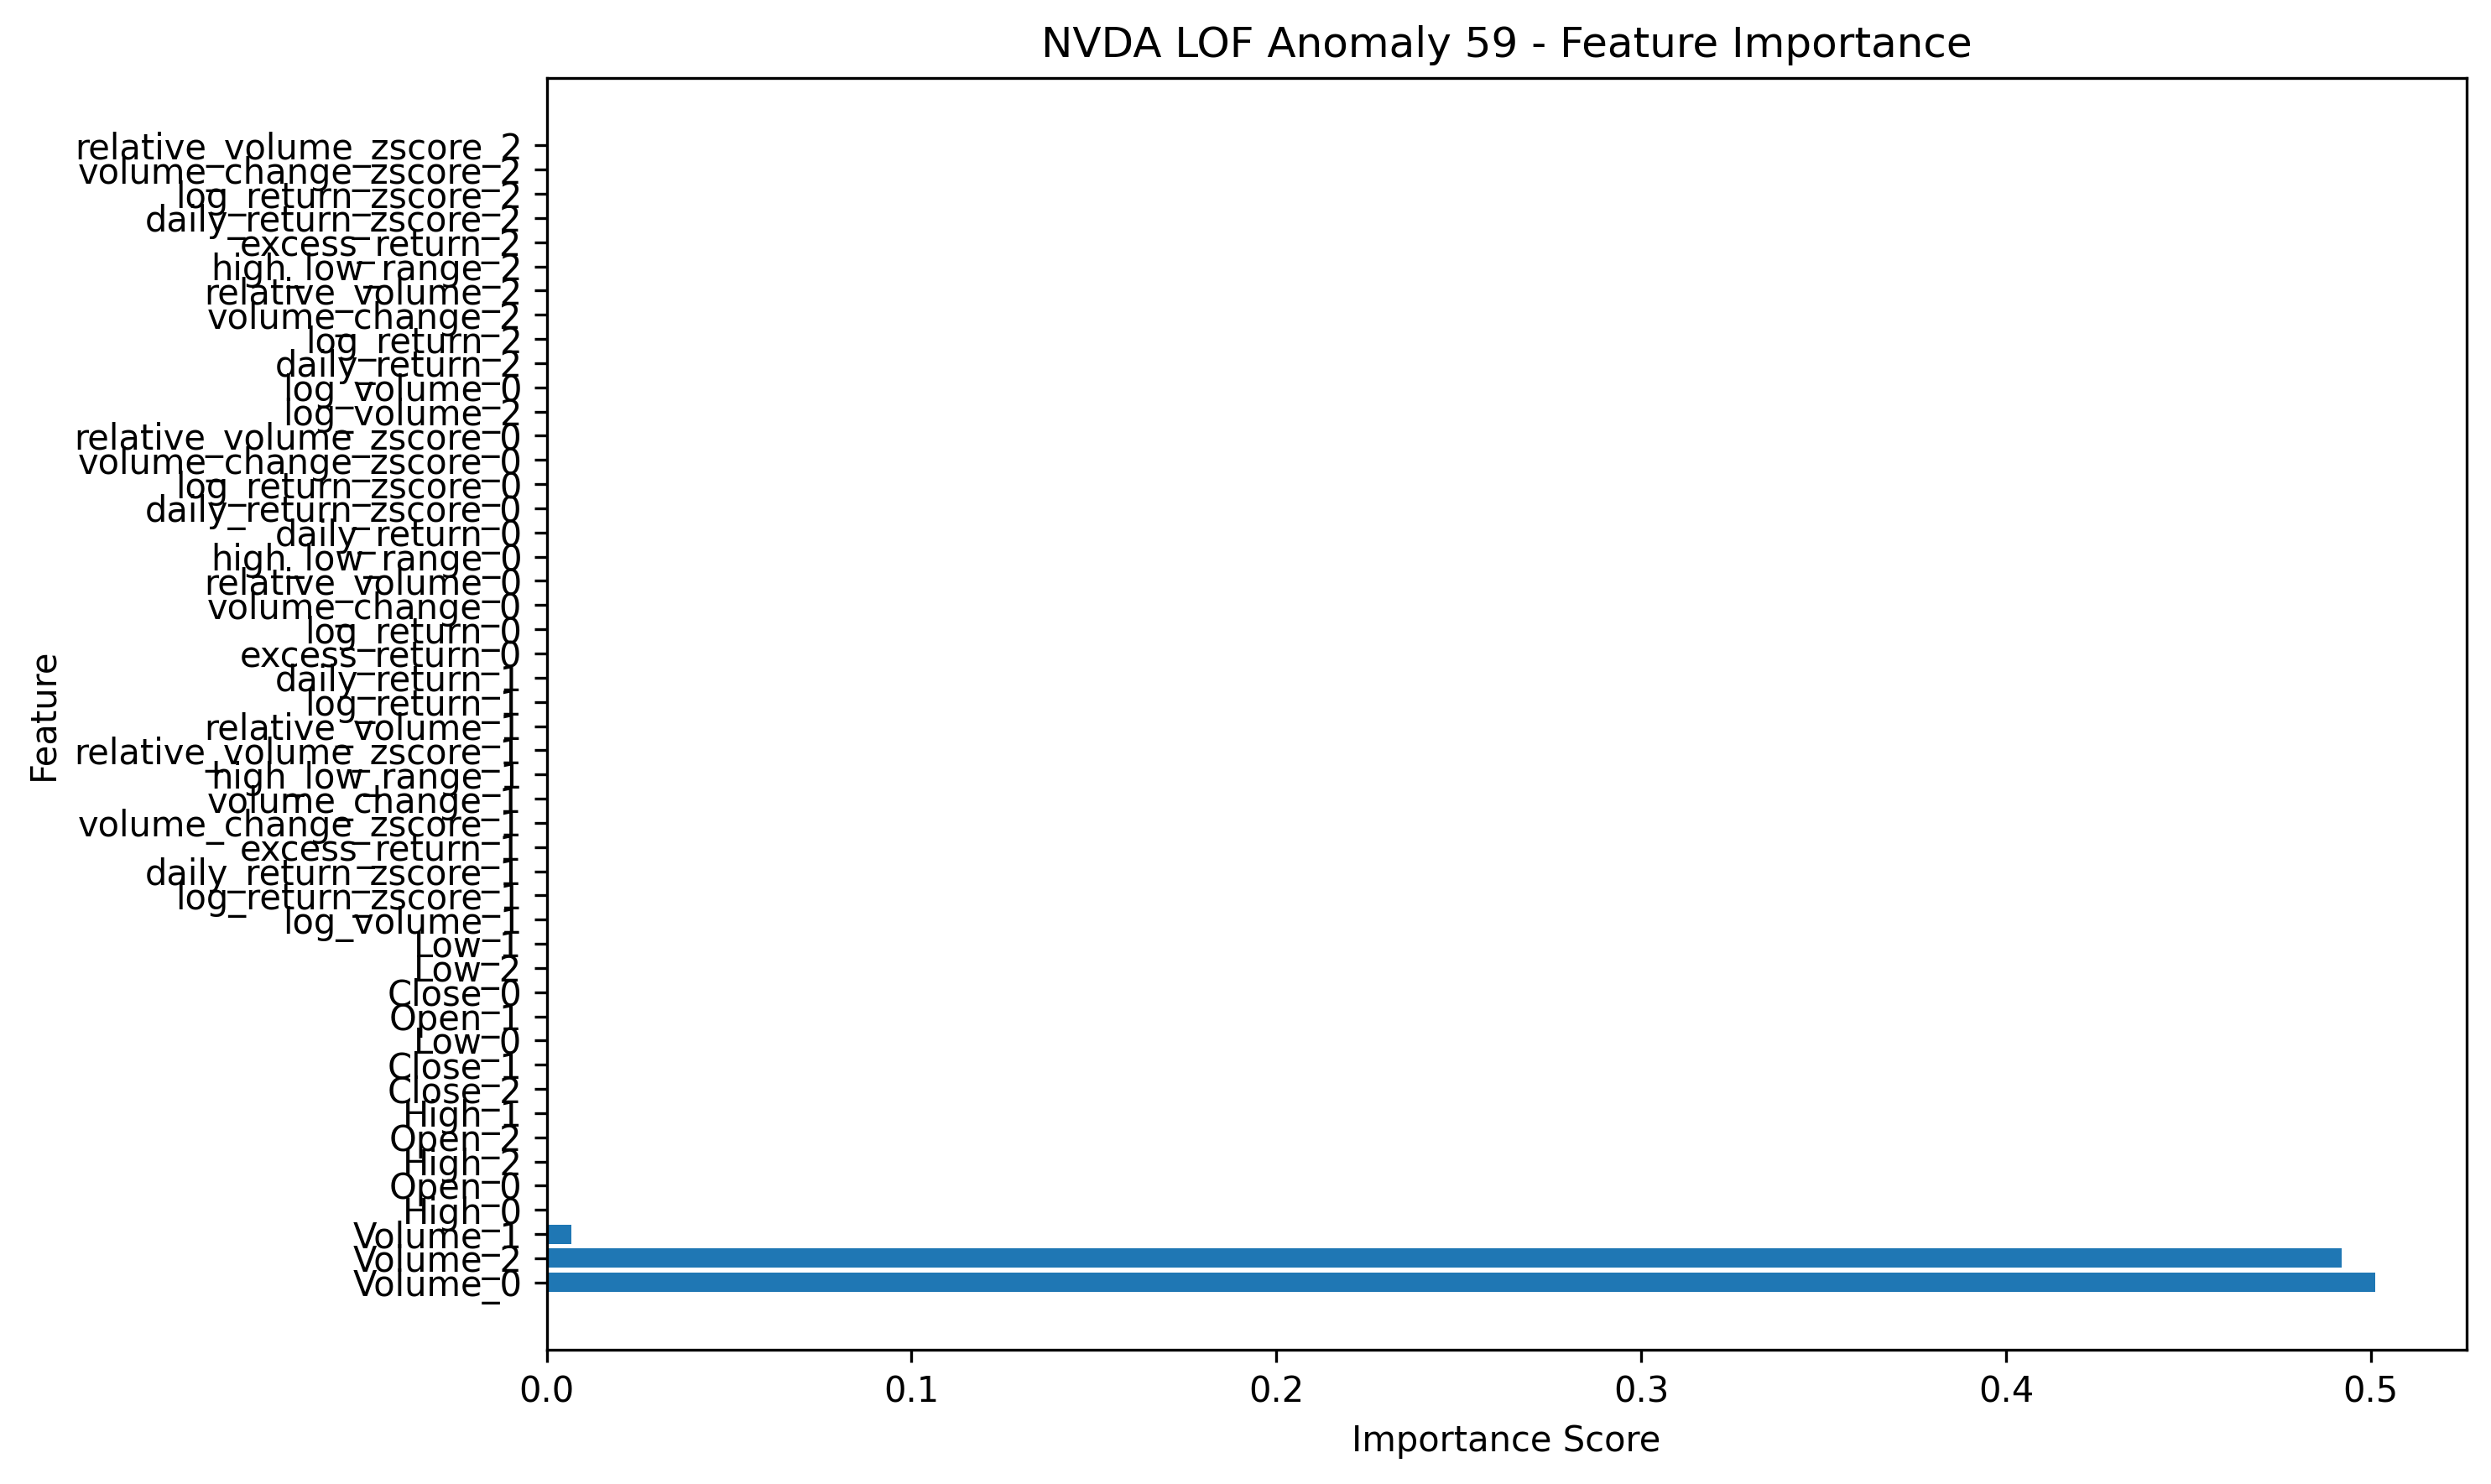 NVDA LOF Anomaly 59 - Feature Importance
relative_volume_zscore_2
volume_change_zscore_2
log_return_zscore_2
daily_return_zscore_2
excess_return_2
high_low_range_2
relative_volume_2
volume_change_2
log_return_2
daily_return_2
log_volume_0
log_volume_2
relative_volume_zscore_0
volume_change_zscore_0
log_return_zscore_0
daily_return_zscore_0
daily_return_0
high_low_range_0
relative_volume_0
volume_change_0
log_return_0
excess_return_0
daily_return_1
log_return_1
relative_volume_1
relative_volume_zscore_1
high_low_range_1
volume_change_1
volume_change_zscore_1
excess_return_1
daily_return_zscore_1
log_return_zscore_1
log_volume_1
Low_1
Low_2
Close_0
Open_1
Low_0
Close_1
Close_2
High_1
Open_2
High_2
Open_0
High_0
Volume_1
Volume_2
Volume_0
Feature
0.0 0.1 0.2 0.3 0.4 0.5
Importance Score